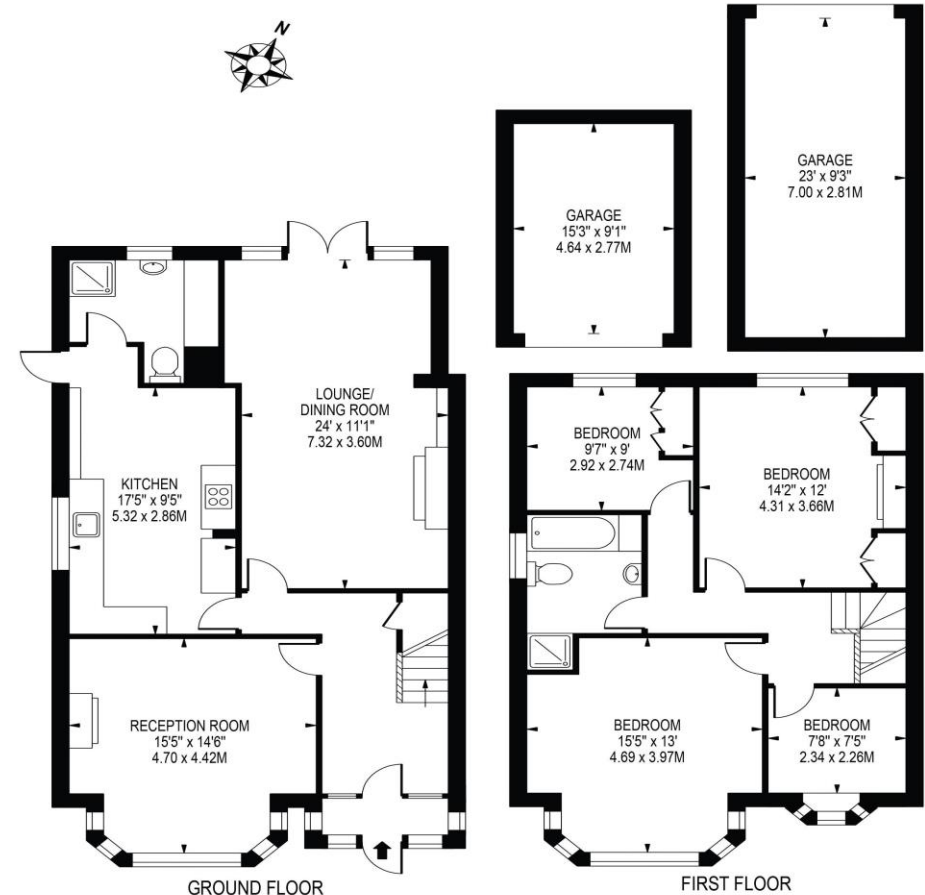 N
GARAGE
23' x 9'3"
7.00 x 2.81M
GARAGE
15'3" x 9'1"
4.64 x 2.77M
LOUNGE/
DINING ROOM
24' x 11'1"
7.32 x 3.60M
KITCHEN
17'5" x 9'5"
5.32 x 2.86M
RECEPTION ROOM
15'5" x 14'6"
4.70 x 4.42M
GROUND FLOOR
BEDROOM
9'7" x 9'
2.92 x 2.74M
BEDROOM
14'2" x 12'
4.31 x 3.66M
BEDROOM
15'5" x 13'
4.69 x 3.97M
BEDROOM
7'8" x 7'5"
2.34 x 2.26M
FIRST FLOOR